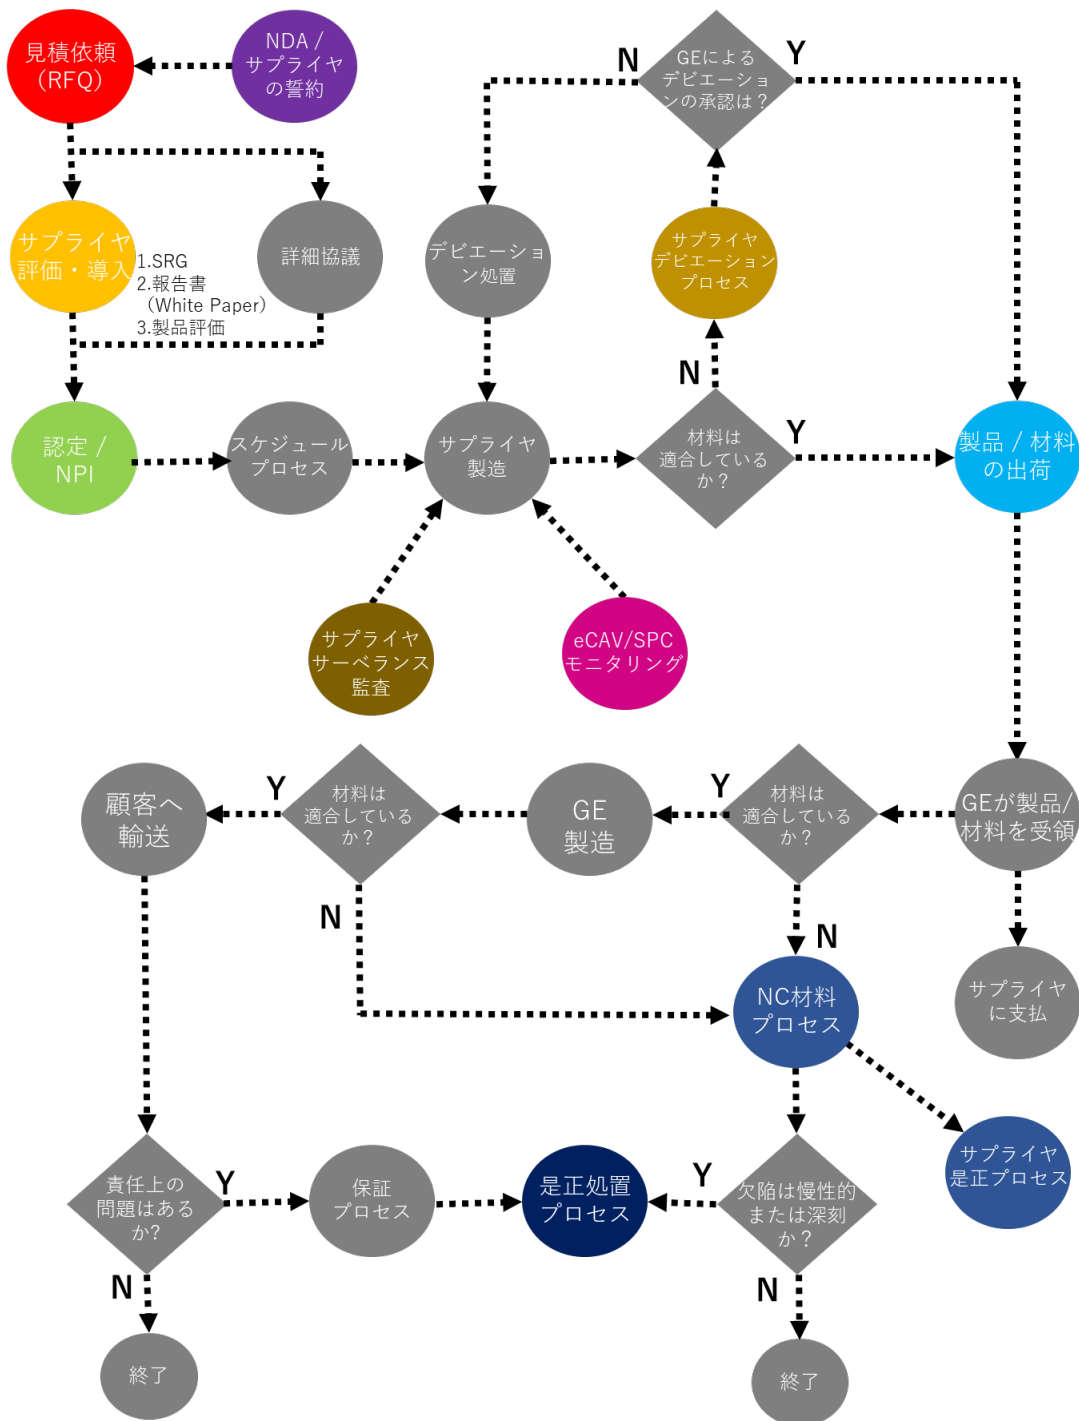 見積依頼
(RFQ)
NDA /
サプライヤ
の誓約
N
GEによる
デビエーショ
ンの承認は？
Y
サプライヤ
評価・導入
1.SRG
2.報告書
（White Paper）
3.製品評価
詳細協議
デビエーショ
ン処置
サプライヤ
デビエーション
プロセス
N
認定 /
NPI
スケジュール
プロセス
サプライヤ
製造
材料は
適合している
か？
Y
製品 / 材料
の出荷
サプライヤ
サーベランス
監査
eCAV/SPC
モニタリング
顧客へ
輸送
Y
材料は
適合している
か？
GE
製造
Y
材料は
適合している
か？
GEが製品/
材料を受領
N
N
NC材料
プロセス
サプライヤ
に支払
責任上の
問題はある
か?
Y
保証
プロセス
是正処置
プロセス
Y
欠陥は慢性的
または深刻
か？
サプライヤ
是正プロセス
N
N
終了
終了